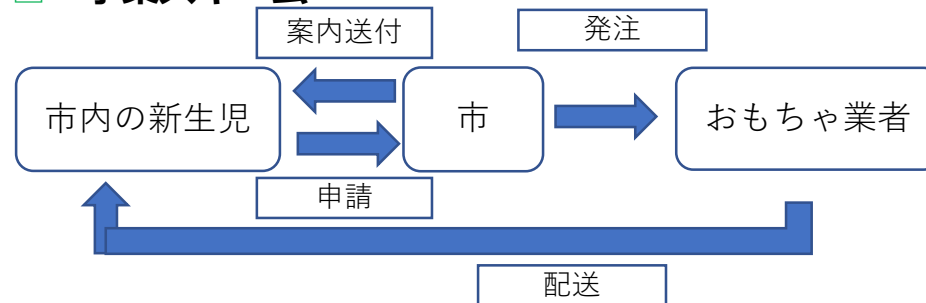 案内送付
発注
市内の新生児
市
おもちゃ業者
申請
配送